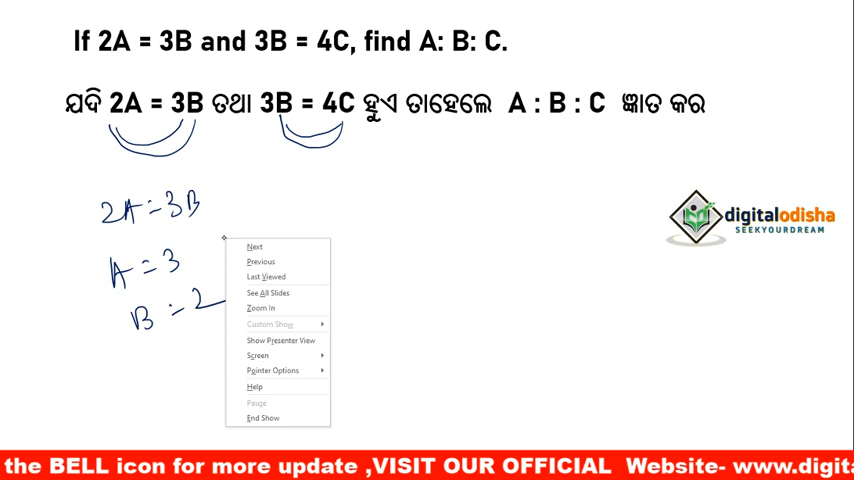 If 2A = 3B and 3B = 4C, find A: B: C.
ଯଦି 2A = 3B ତଥା 3B = 4C ହୁଏ ତାହେଲେ A : B : C ଜ୍ଞାତ କର
2A = 3B
A = 3
B = 2
digitalodisha
SEEKYOURDREAM
Next
Previous
Last Viewed
See All Slides
Zoom In
Custom Show
Show Presenter View
Screen
Pointer Options
Help
Pause
End Show
the BELL icon for more update ,VISIT OUR OFFICIAL Website- www.digita